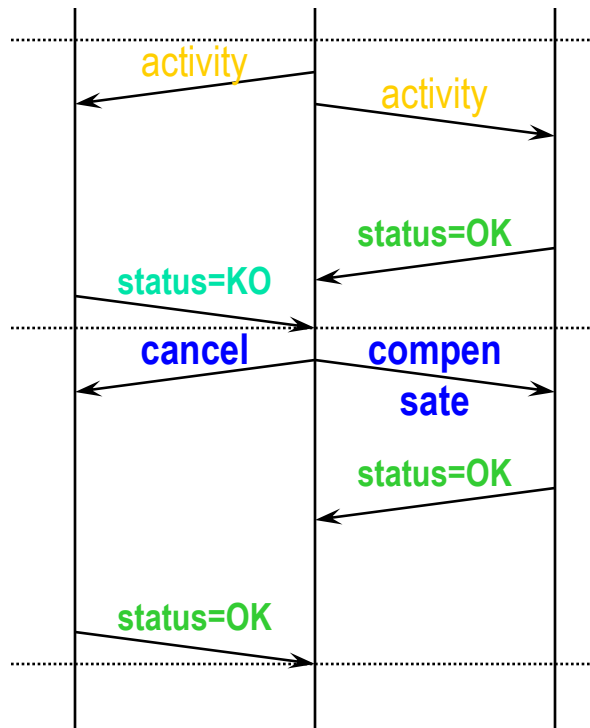 activity
activity
status=OK
status=KO
cancel
compen
sate
status=OK
status=OK